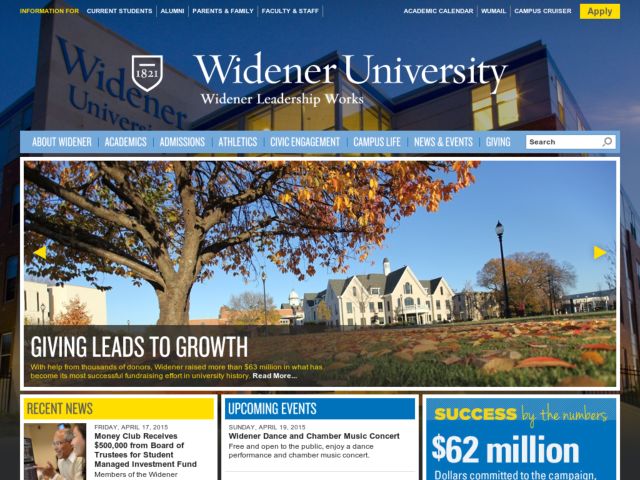 INFORMATION FOR CURRENT STUDENTS ALUMNI PARENTS & FAMILY FACULTY & STAFF ACADEMIC CALENDAR WUMAIL CAMPUS CRUISER Apply
Widener
University
1821
Widener University
Widener Leadership Works
ABOUT WIDENER ACADEMICS ADMISSIONS ATHLETICS CIVIC ENGAGEMENT CAMPUS LIFE NEWS & EVENTS GIVING Search
GIVING LEADS TO GROWTH
With help from thousands of donors, Widener raised more than $63 million in what has
become its most successful fundraising effort in university history. Read More...
RECENT NEWS
FRIDAY, APRIL 17, 2015
Money Club Receives
$500,000 from Board of
Trustees for Student
Managed Investment Fund
Members of the Widener
UPCOMING EVENTS
SUNDAY, APRIL 19, 2015
Widener Dance and Chamber Music Concert
Free and open to the public, enjoy a dance
performance and chamber music concert.
SUCCESS by the numbers
$62 million
Dollars committed to the campaign,